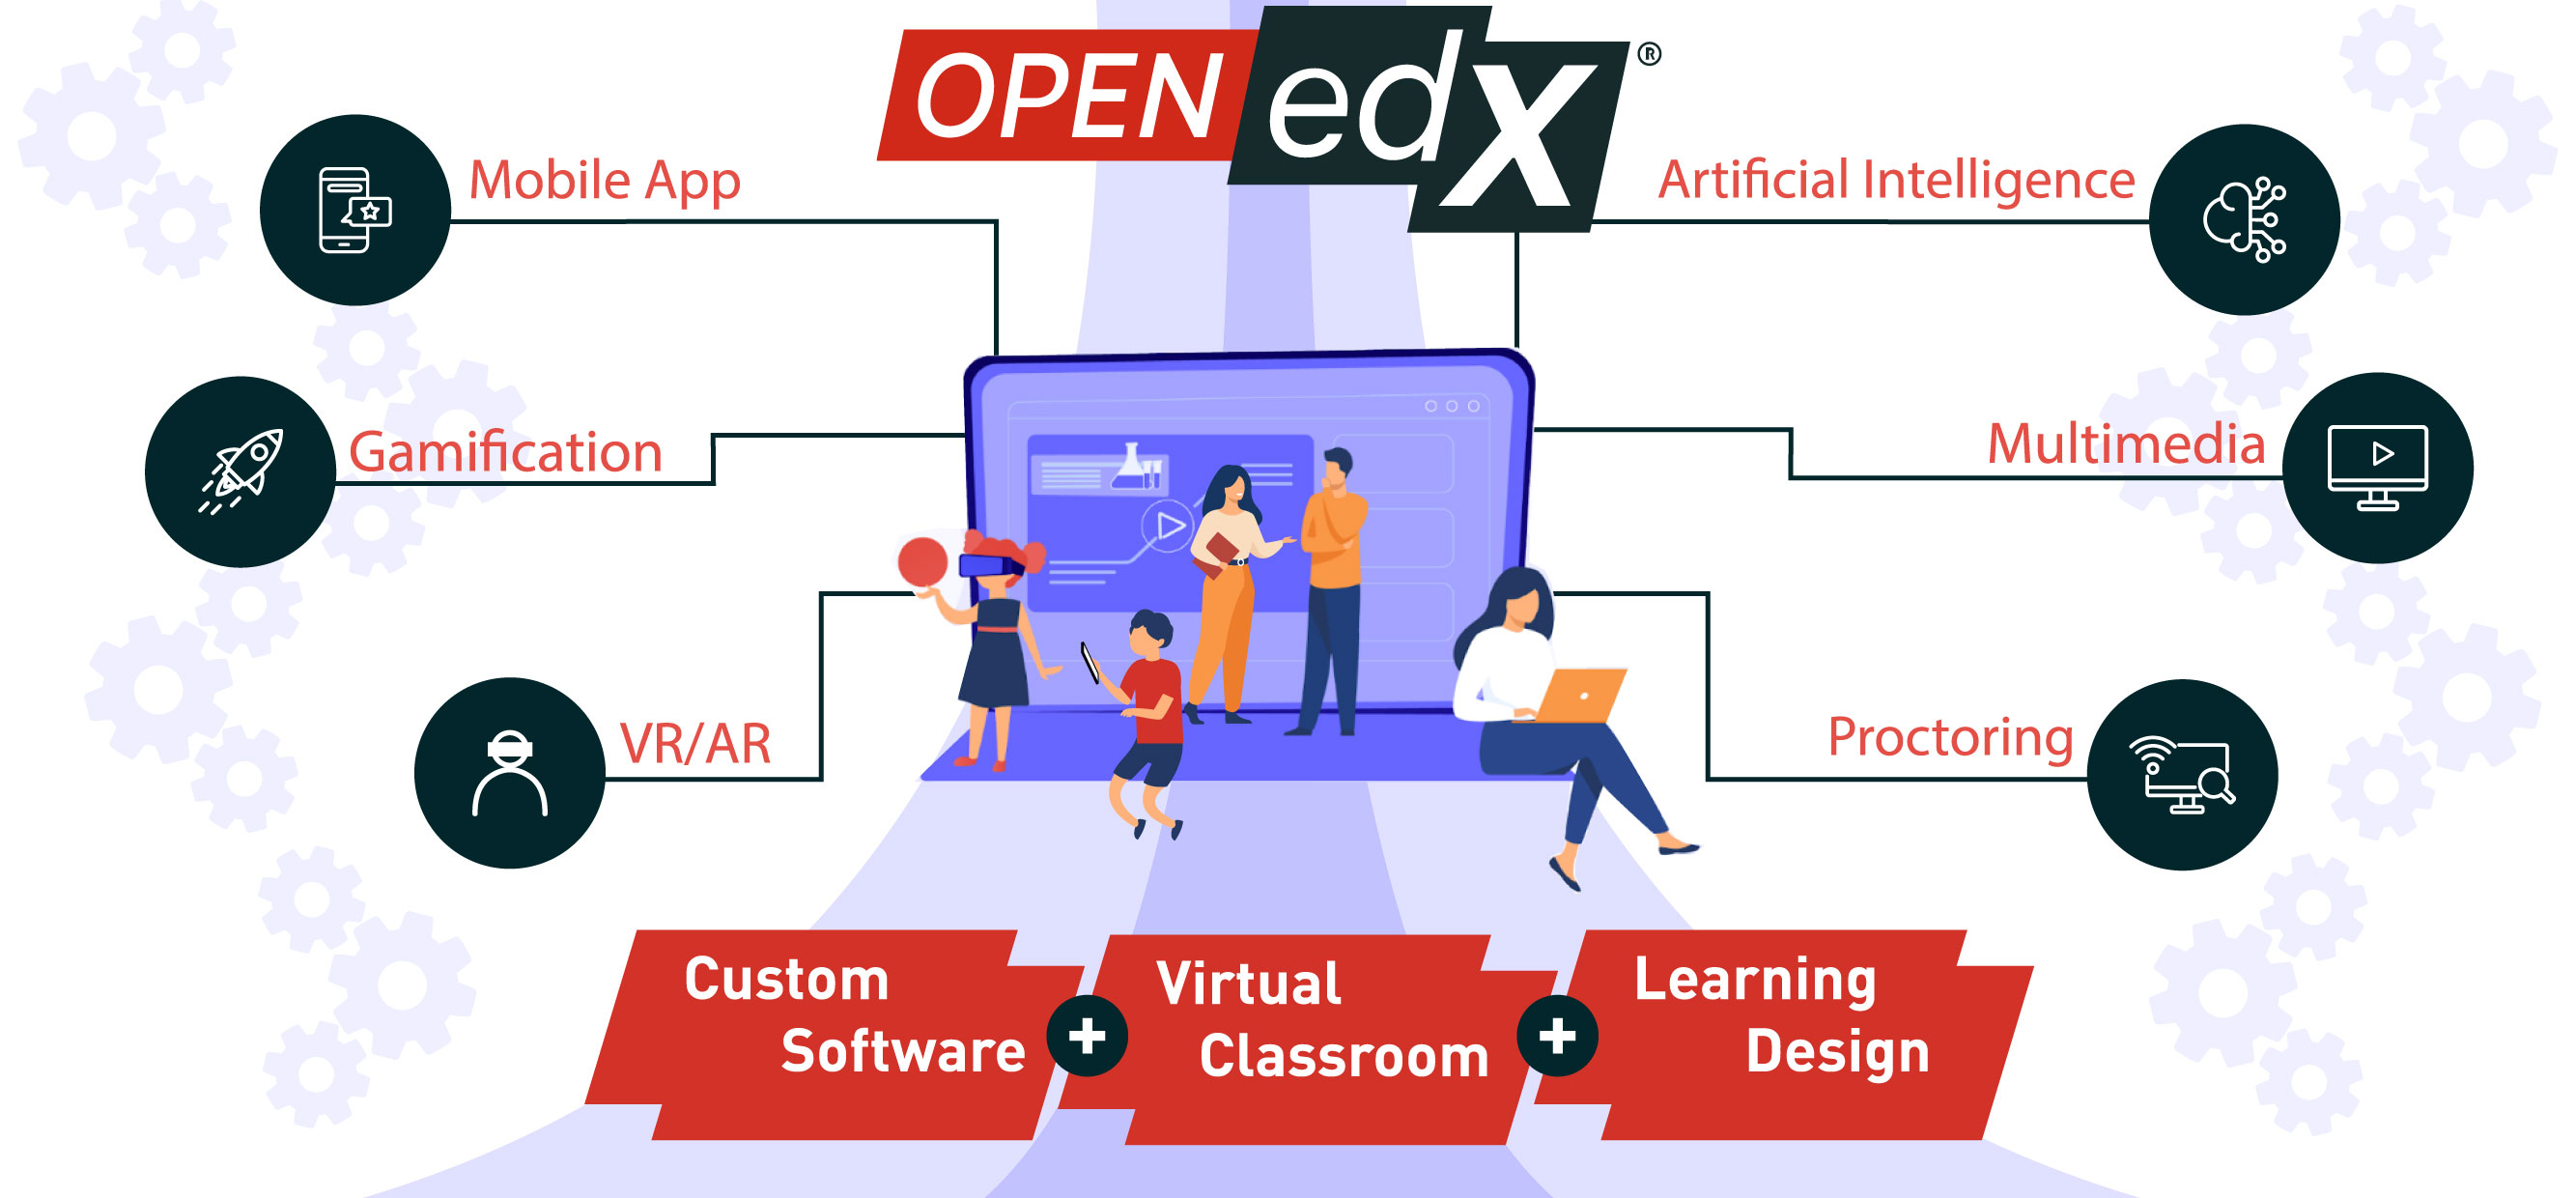 OPEN edX ®
Mobile App
Artificial Intelligence
Gamification
Multimedia
VR/AR
Proctoring
Custom
Software
+
Virtual
Classroom
+
Learning
Design